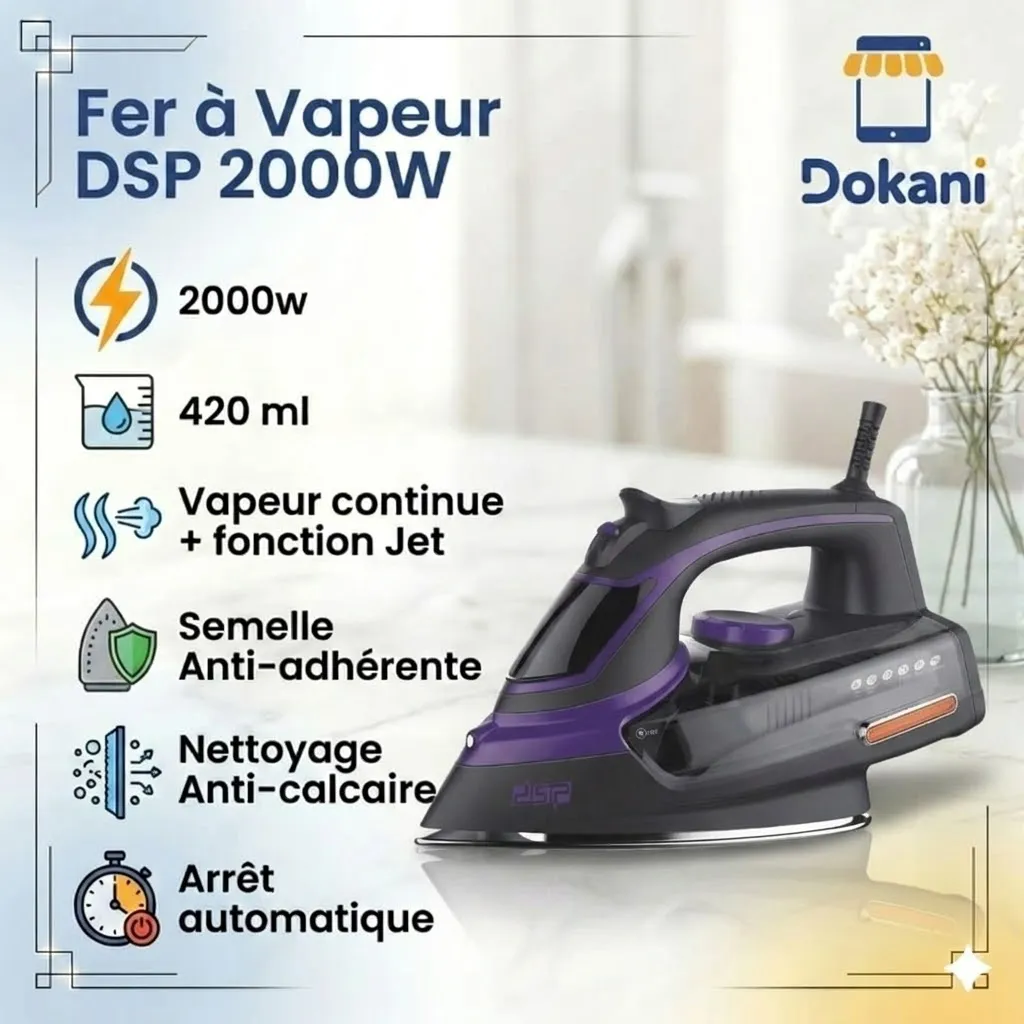 Fer à Vapeur
DSP 2000W
Dokani
2000w
420 ml
Vapeur continue
+ fonction Jet
Semelle
Anti-adhérente
Nettoyage
Anti-calcaire
Arrêt
automatique
DSP